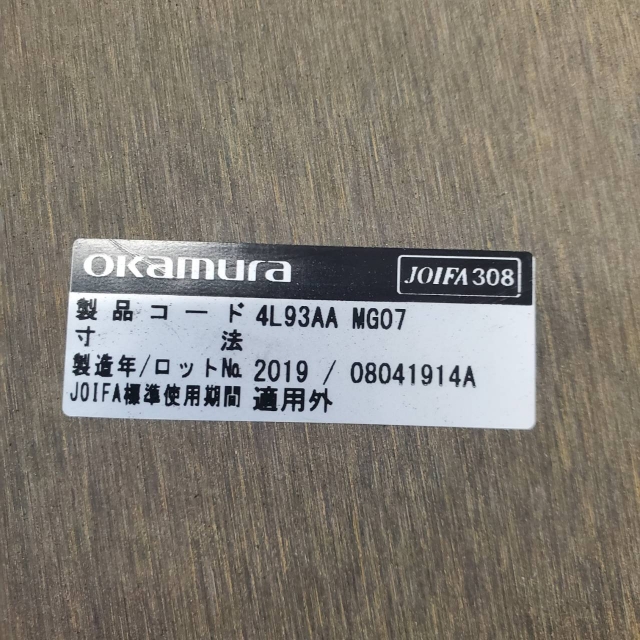 okamura JOIFA308
製品コード 4L93AA MG07
寸法
製造年/ロット№ 2019 / 08041914A
JOIFA標準使用期間 適用外